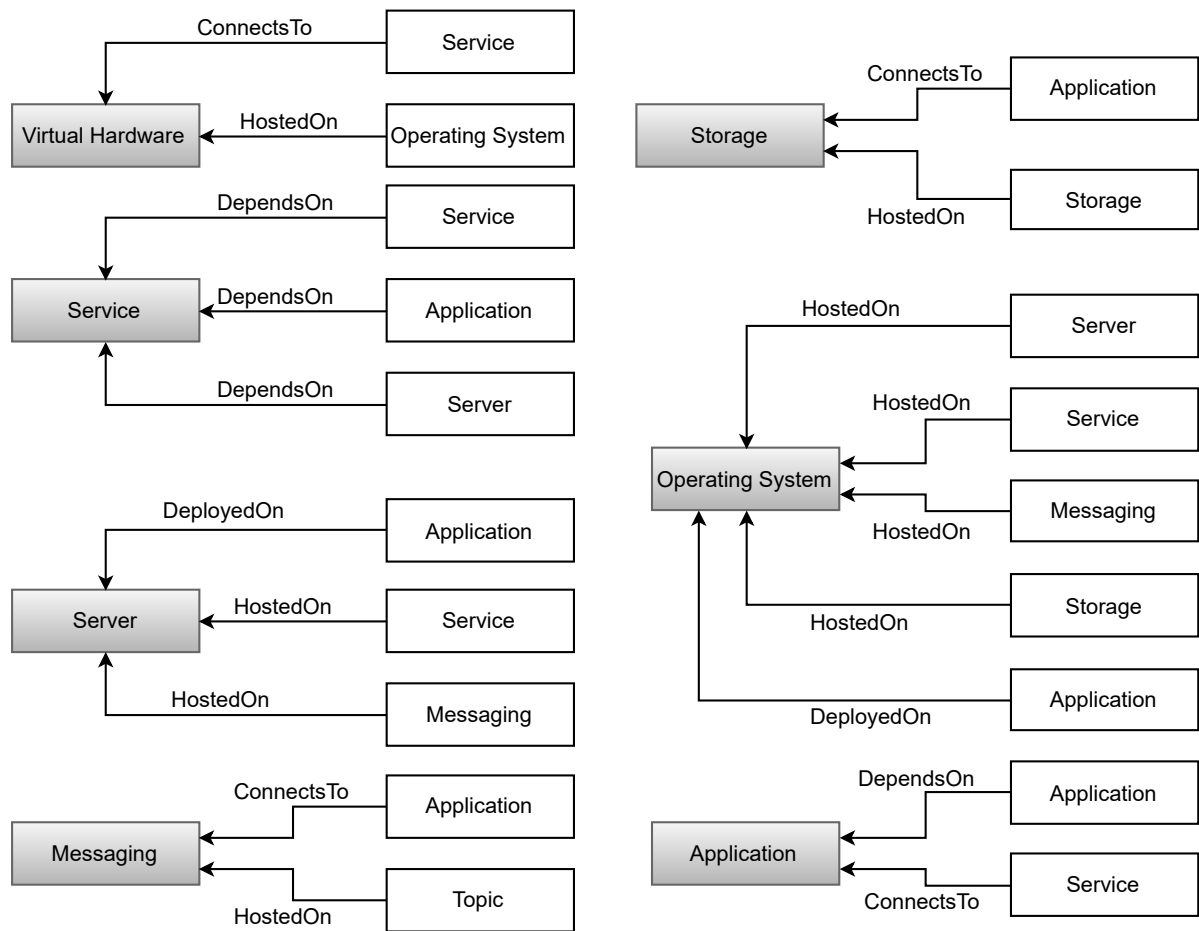 ConnectsTo
Service
Virtual Hardware
HostedOn
Operating System
DependsOn
Service
Service
DependsOn
Application
DependsOn
Server
DeployedOn
Application
Server
HostedOn
Service
HostedOn
Messaging
ConnectsTo
Application
Messaging
HostedOn
Topic
ConnectsTo
Application
Storage
HostedOn
Storage
HostedOn
Server
HostedOn
Service
Operating System
HostedOn
Messaging
HostedOn
Storage
DeployedOn
Application
DependsOn
Application
Application
ConnectsTo
Service